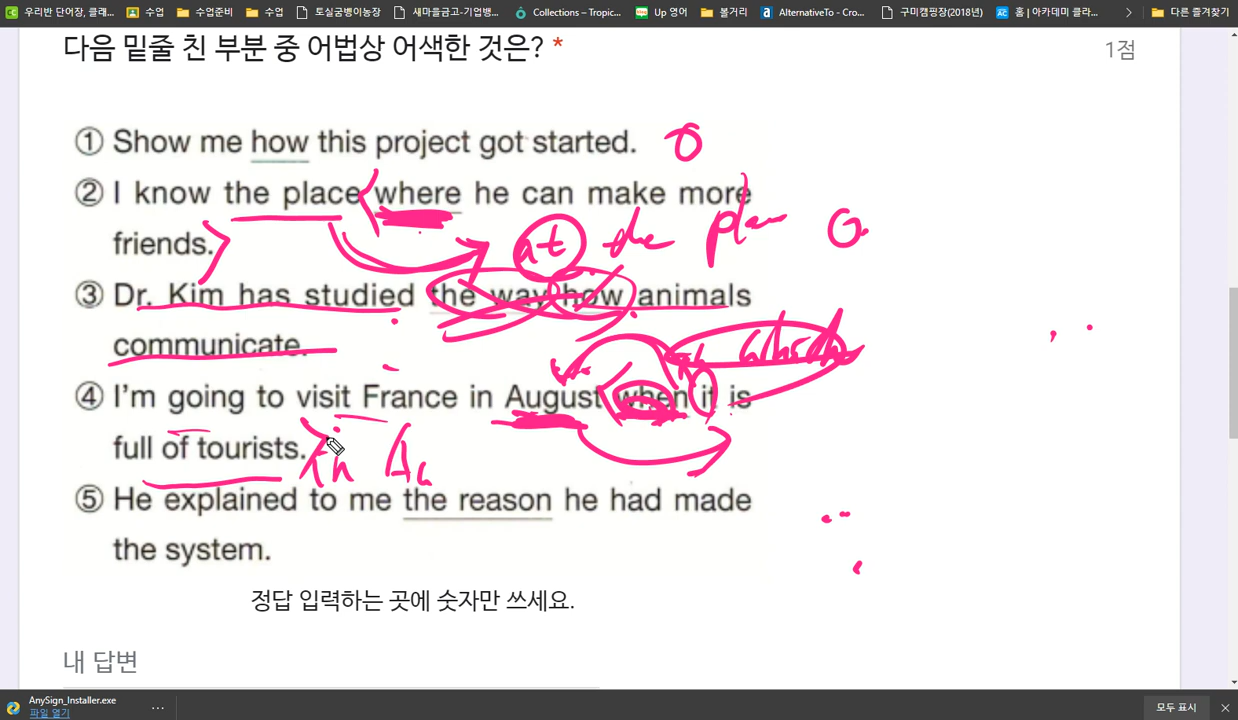 우리반 단어장, 클래... 수업 수업준비 수업 토실궁뱅이농장 새마을금고-기업뱅... Collections – Tropic... Up 영어 볼거리 AlternativeTo - Cro... 구미캠핑장(2018년) 홈 | 아카데미 클라... 다른 즐겨찾기
다음 밑줄 친 부분 중 어법상 어색한 것은? *
1점
① Show me how this project got started.
② I know the place where he can make more
friends.
at the
③ Dr. Kim has studied the way how animals
communicate.
which
④ I'm going to visit France in August when it is
full of tourists.
in
⑤ He explained to me the reason he had made
the system.
정답 입력하는 곳에 숫자만 쓰세요.
내 답변
AnySign_Installer.exe
파일 열기
모두 표시